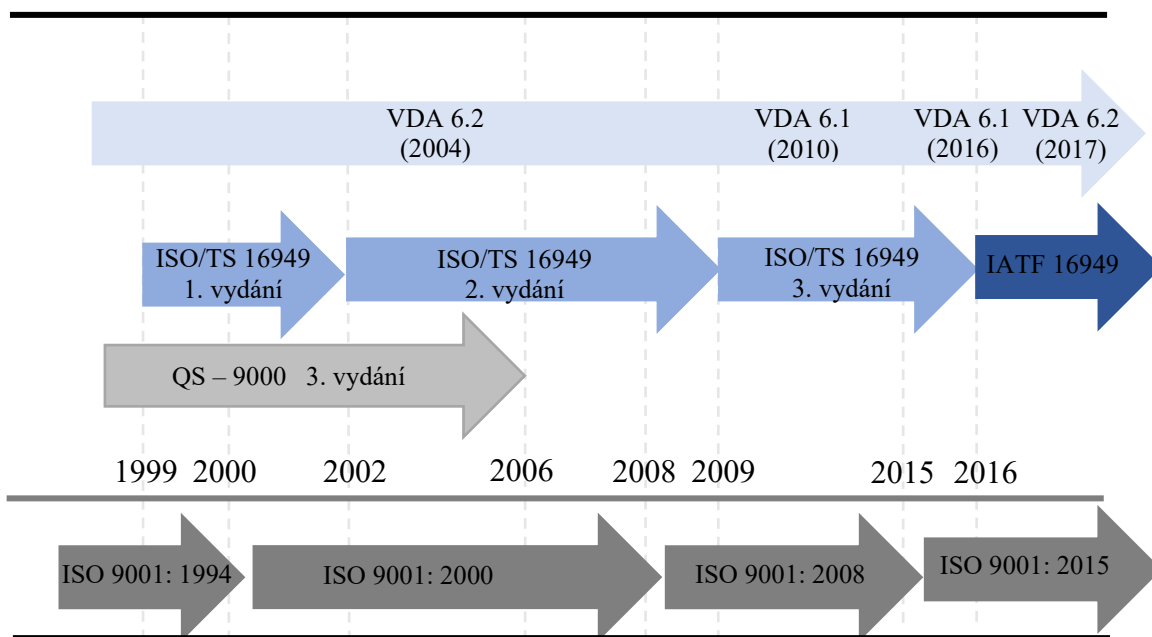 VDA 6.2
(2004)
VDA 6.1
(2010)
VDA 6.1
(2016)
VDA 6.2
(2017)
ISO/TS 16949
1. vydání
ISO/TS 16949
2. vydání
ISO/TS 16949
3. vydání
IATF 16949
QS – 9000   3. vydání
1999 2000 2002 2006 2008 2009 2015 2016
ISO 9001: 1994
ISO 9001: 2000
ISO 9001: 2008
ISO 9001: 2015